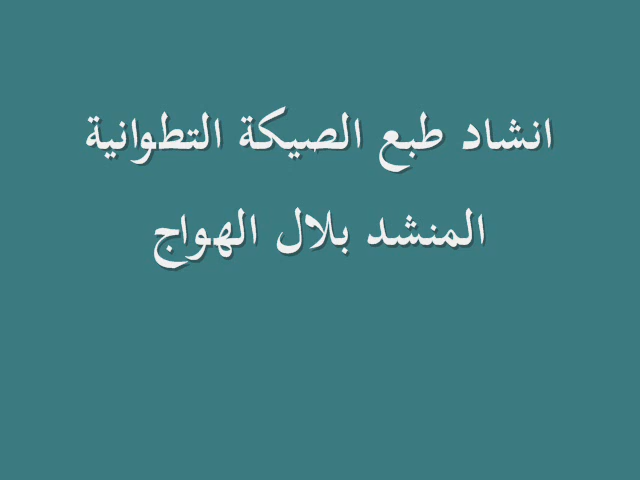 انشاد طبع الصيكة التطوانية
المنشد بلال الهواج